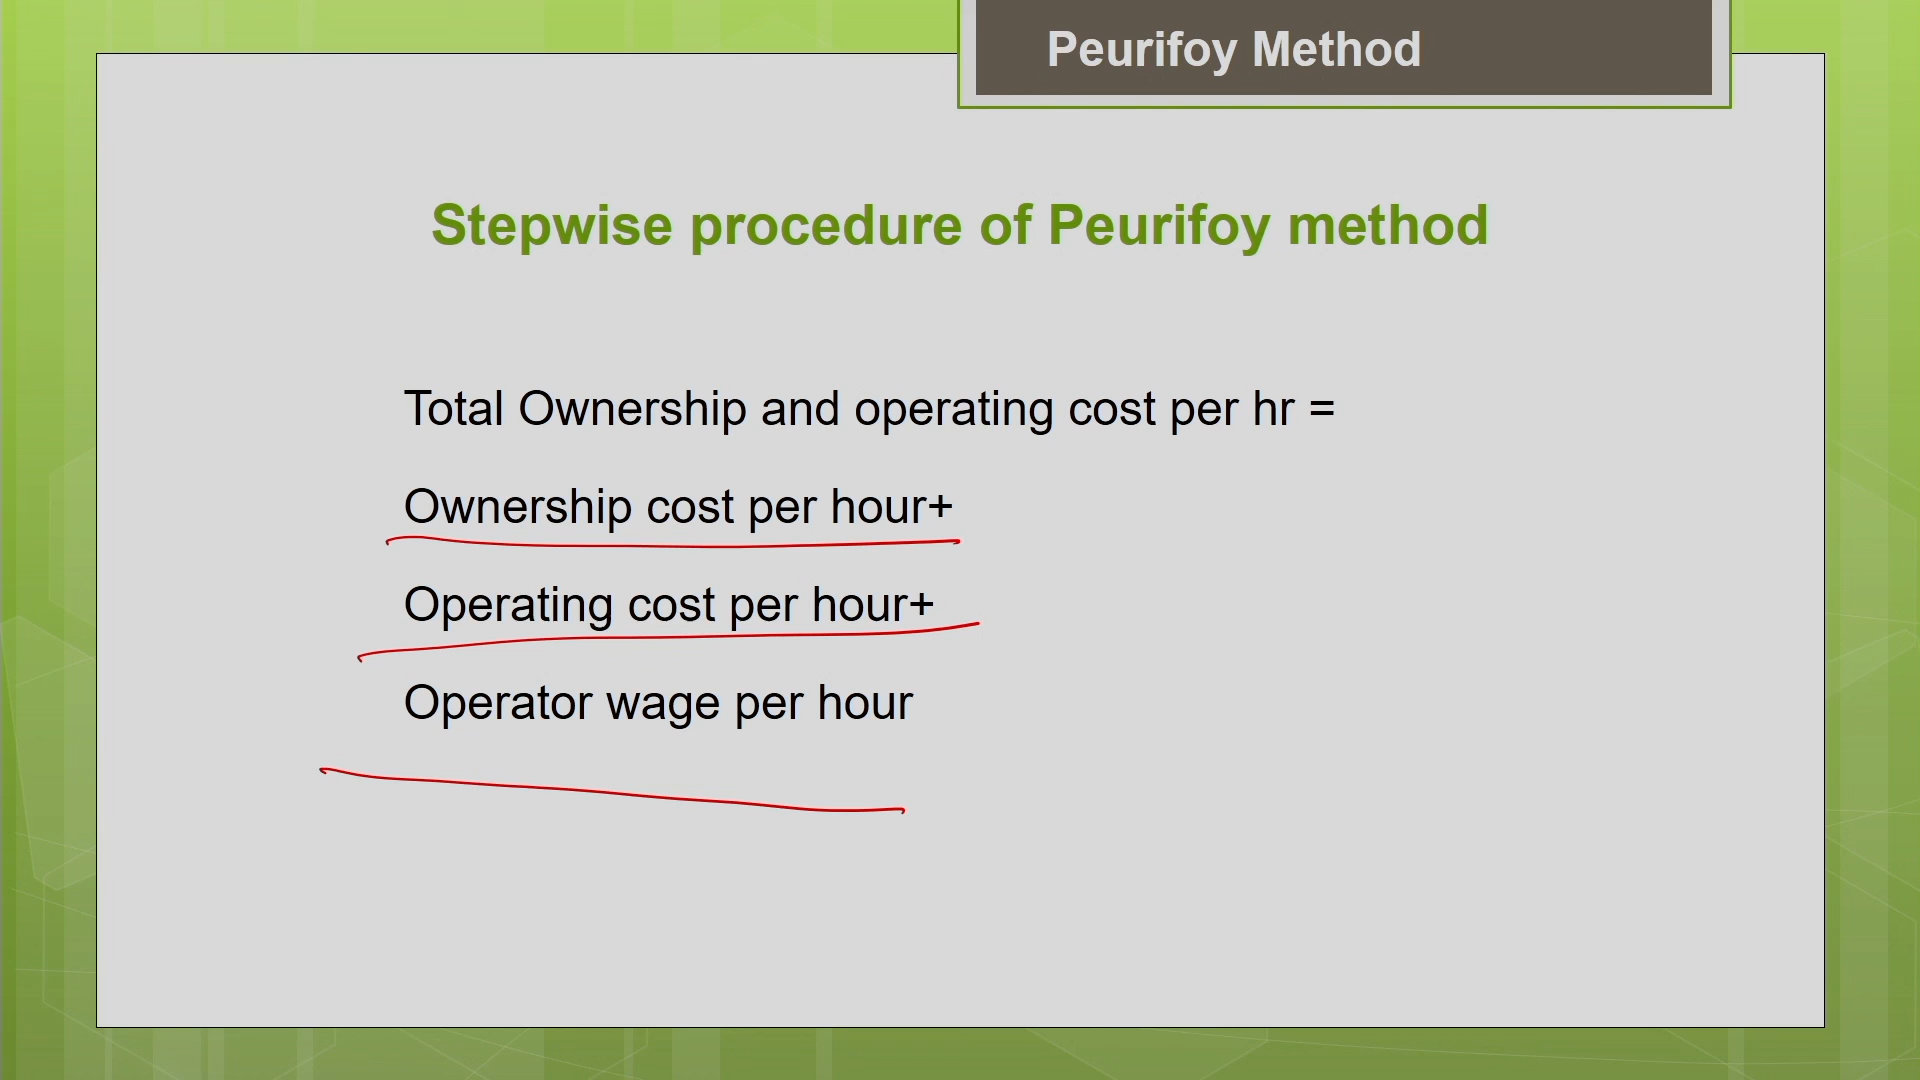 Peurifoy Method
Stepwise procedure of Peurifoy method
Total Ownership and operating cost per hr =
Ownership cost per hour+
Operating cost per hour+
Operator wage per hour